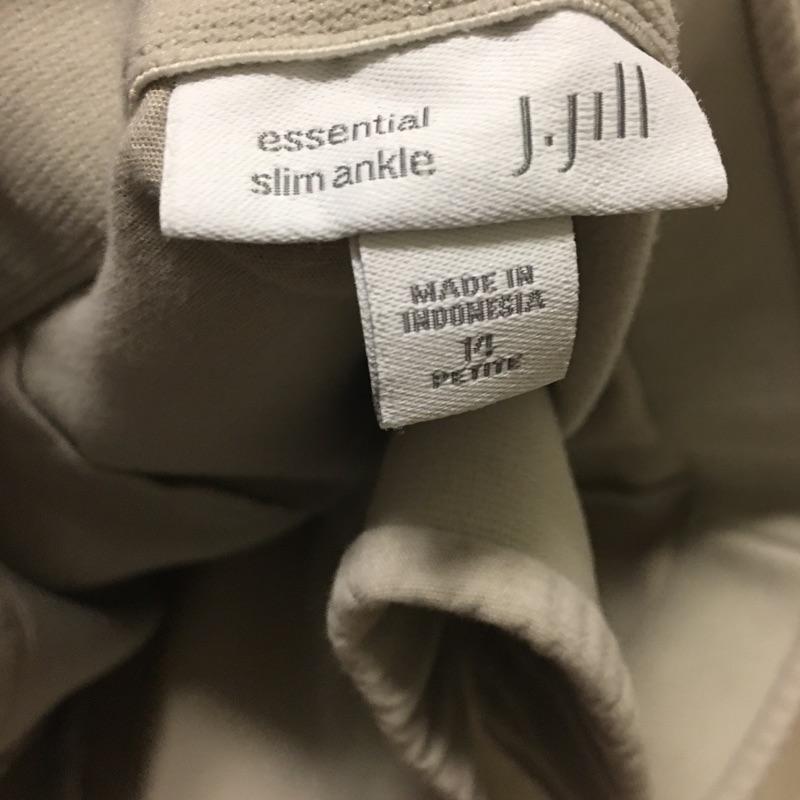 essential
slim ankle
J.Jill
MADE IN
INDONESIA
14
PETITE